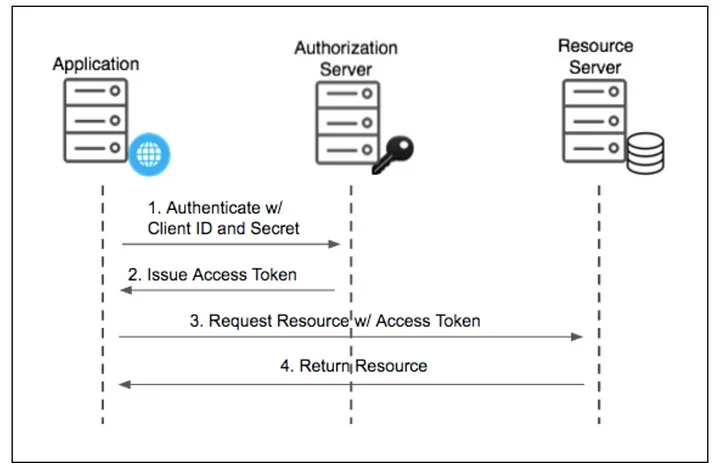 Application
Authorization
Server
Resource
Server
1. Authenticate w/
Client ID and Secret
2. Issue Access Token
3. Request Resource w/ Access Token
4. Return Resource